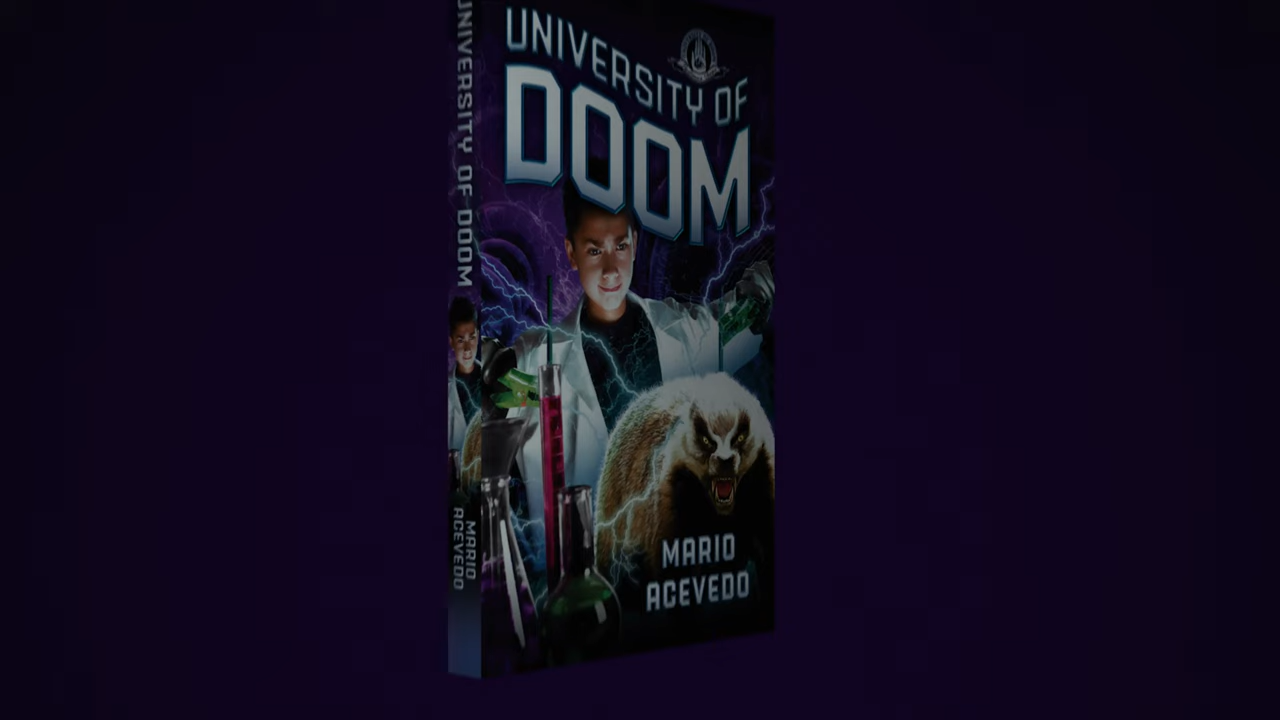 UNIVERSITY OF DOOM
MARIO
ACEVEDO
UNIVERSITY OF
DOOM
MARIO
ACEVEDO